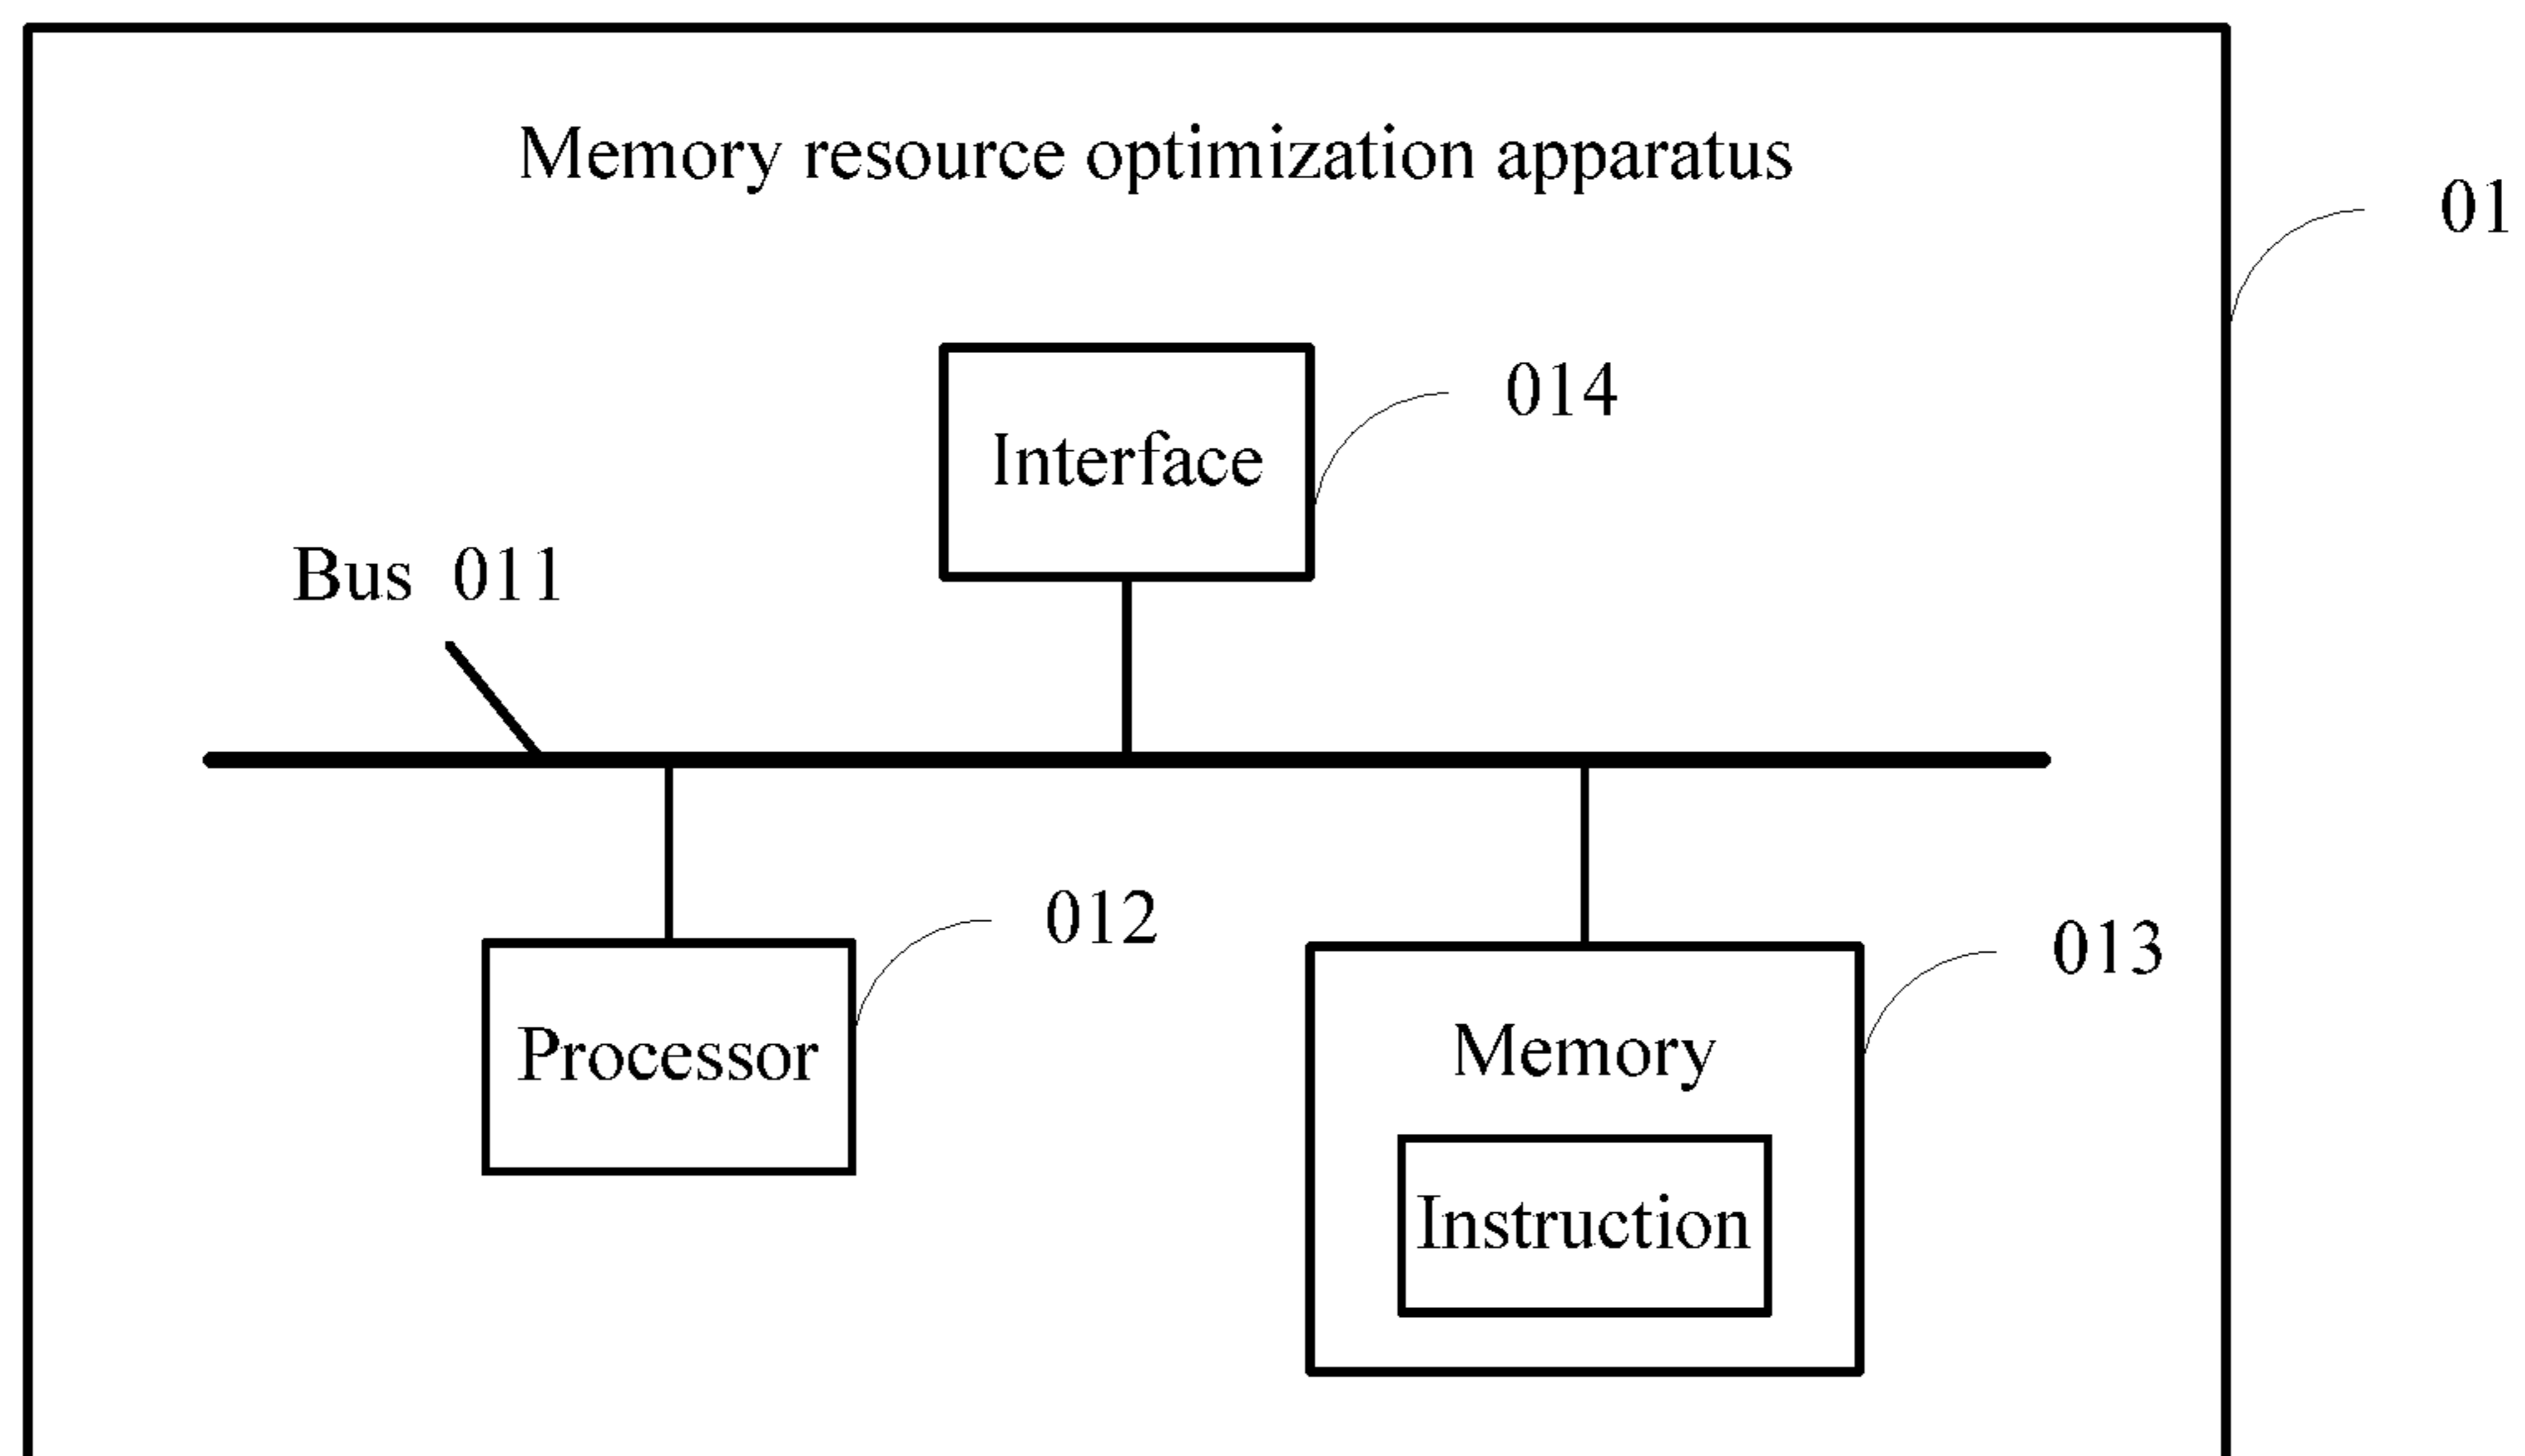 Memory resource optimization apparatus
01
014
Interface
Bus 011
012
013
Processor
Memory
Instruction